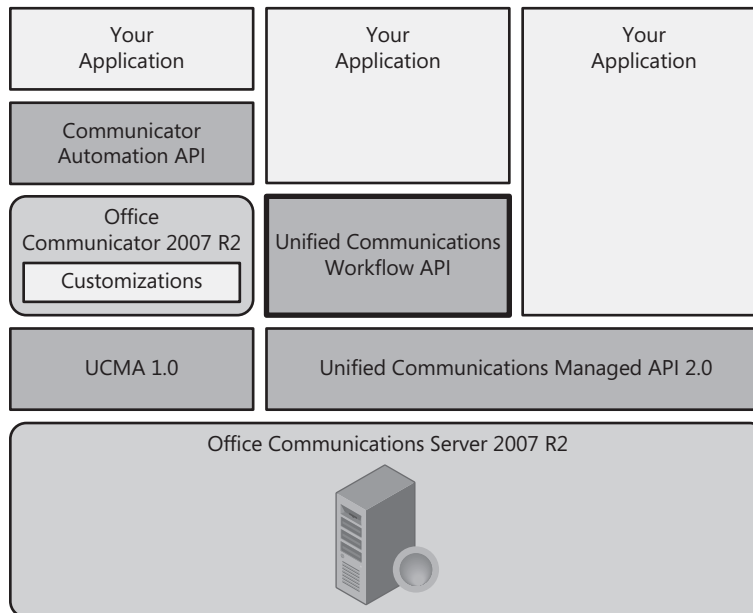 Your
Application
Your
Application
Your
Application
Communicator
Automation API
Office
Communicator 2007 R2
Customizations
Unified Communications
Workflow API
UCMA 1.0
Unified Communications Managed API 2.0
Office Communications Server 2007 R2